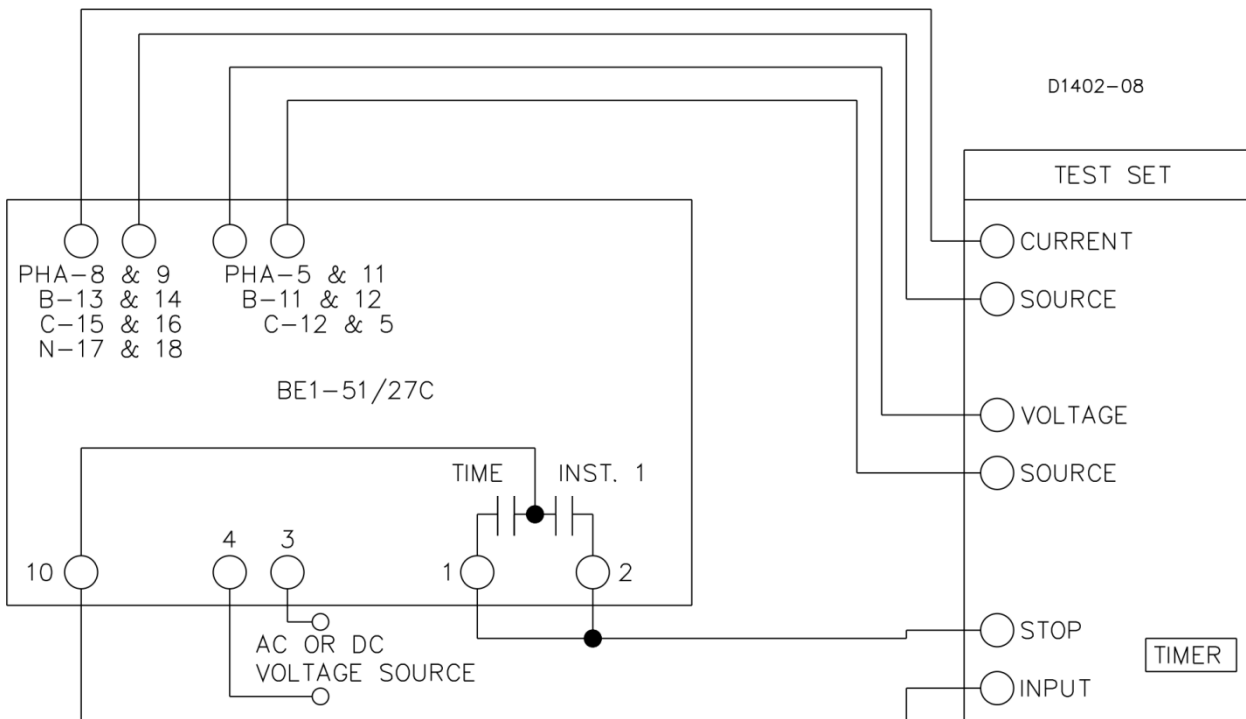 D1402-08
TEST SET
CURRENT
SOURCE
PHA-8 & 9
B-13 & 14
C-15 & 16
N-17 & 18
PHA-5 & 11
B-11 & 12
C-12 & 5
BE1-51/27C
VOLTAGE
SOURCE
TIME
INST. 1
10
4
3
1
2
AC OR DC
VOLTAGE SOURCE
STOP
TIMER
INPUT